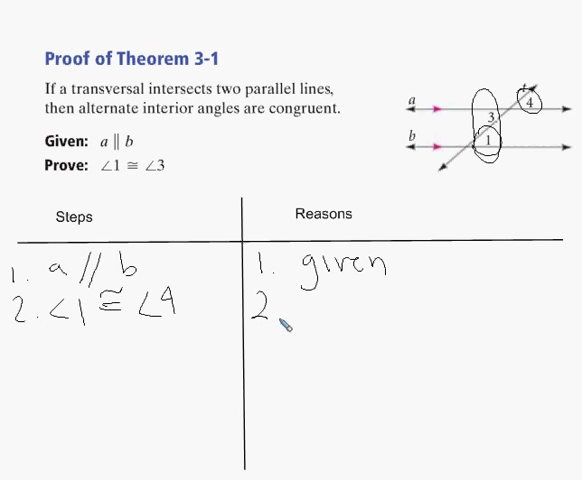 Proof of Theorem 3-1
If a transversal intersects two parallel lines,
then alternate interior angles are congruent.
Given: a || b
Prove: ∠1 ≅ ∠3
a
t
4
3
b
1
Steps
Reasons
1. a // b
1. given
2. ∠1 ≅ ∠4
2.